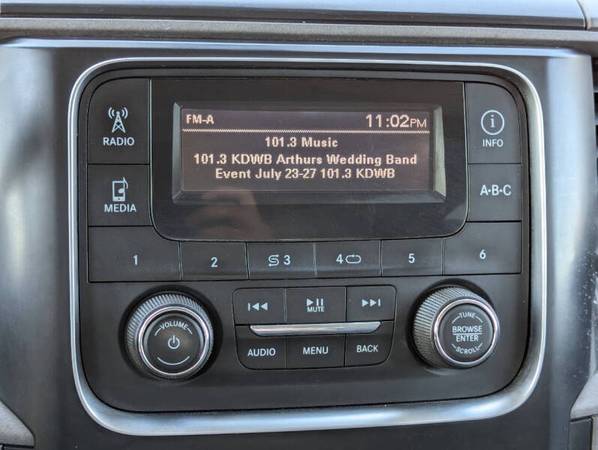 FM-A 11:02PM
101.3 Music
101.3 KDWB Arthurs Wedding Band
Event July 23-27 101.3 KDWB
RADIO
MEDIA
INFO
A-B-C
1 2 3 4 5 6
MUTE
AUDIO MENU BACK
VOLUME
TUNE
BROWSE
ENTER
SCROLL